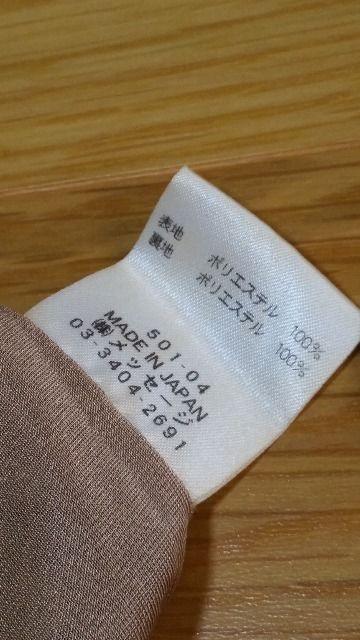 表地 ポリエステル 100%
裏地 ポリエステル 100%
501-04
MADE IN JAPAN
㈱メッセージ
03-3404-2691